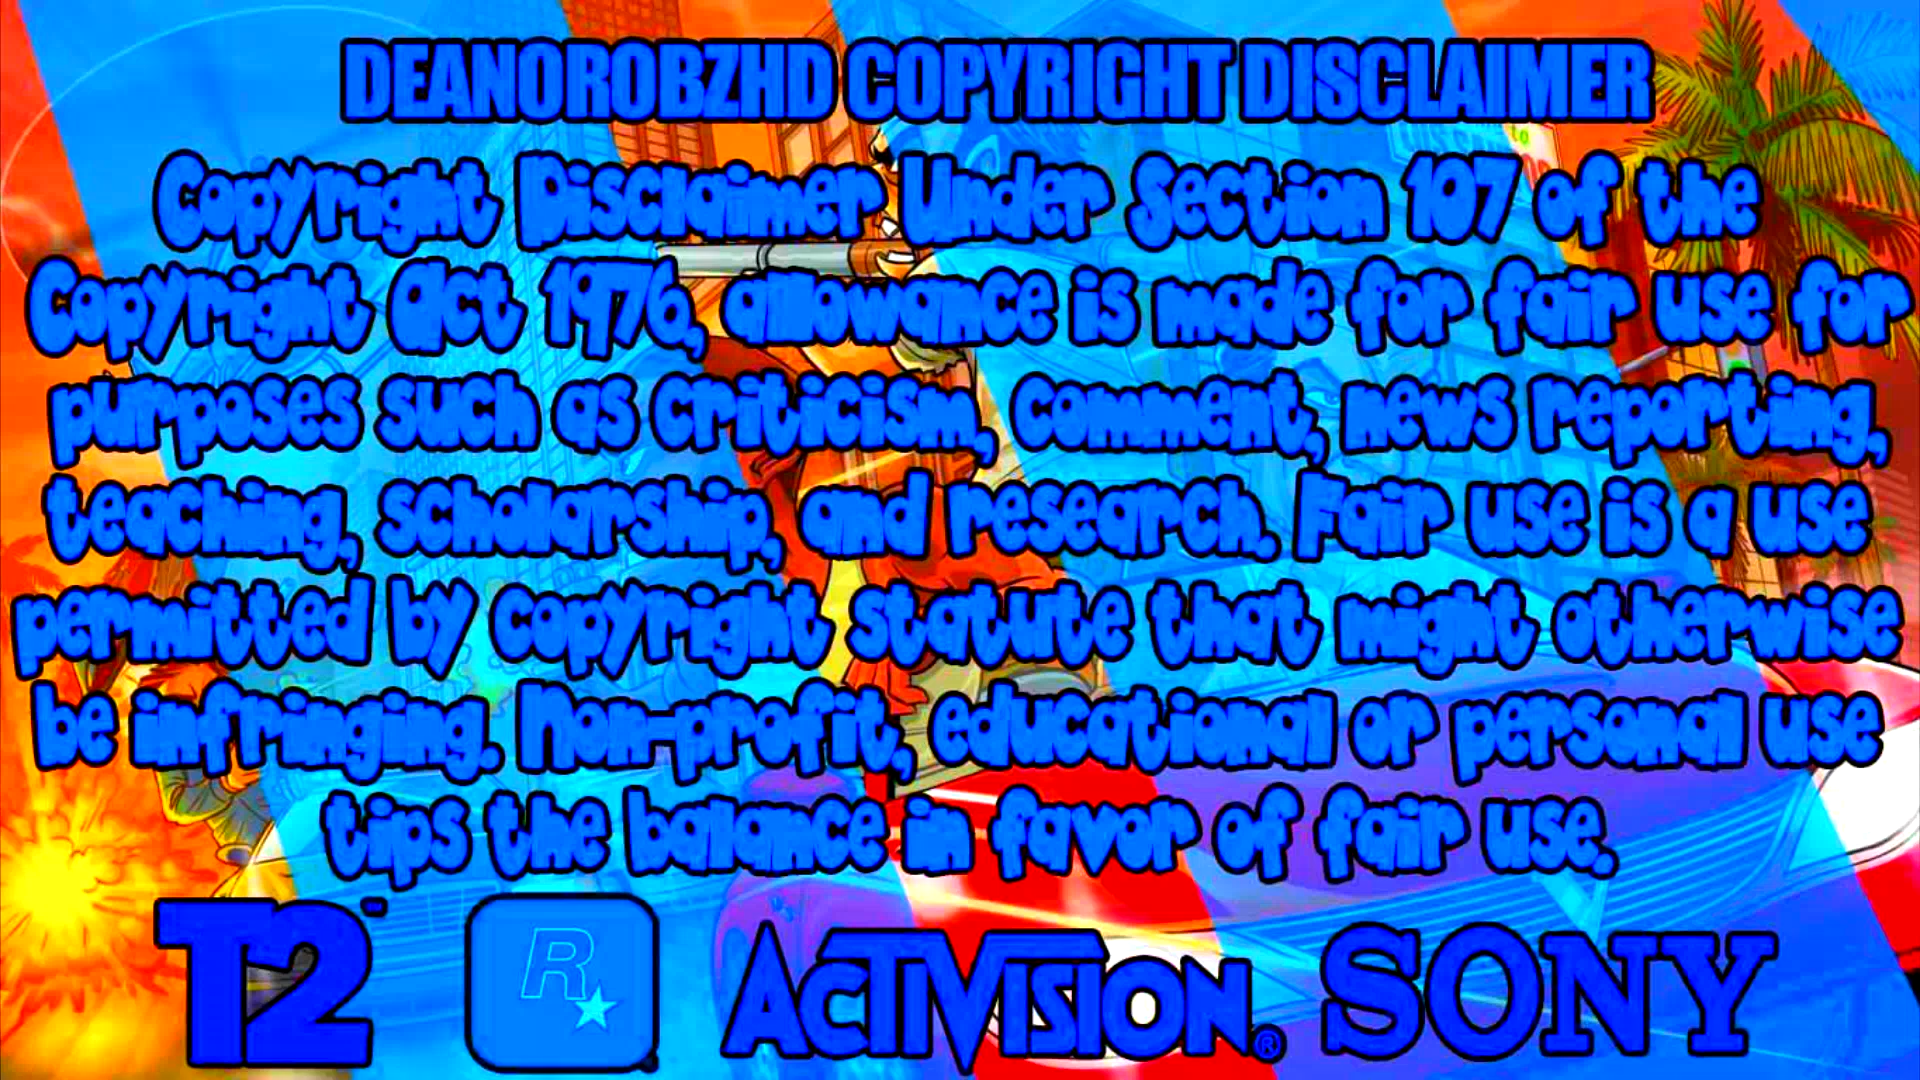 DEANOROBZHD COPYRIGHT DISCLAIMER
Copyright Disclaimer Under Section 107 of the
Copyright Act 1976, allowance is made for fair use for
purposes such as criticism, comment, news reporting,
teaching, scholarship, and research. Fair use is a use
permitted by copyright statute that might otherwise
be infringing. Non-profit, educational or personal use
tips the balance in favor of fair use.
T2 R ACTIVISION® SONY